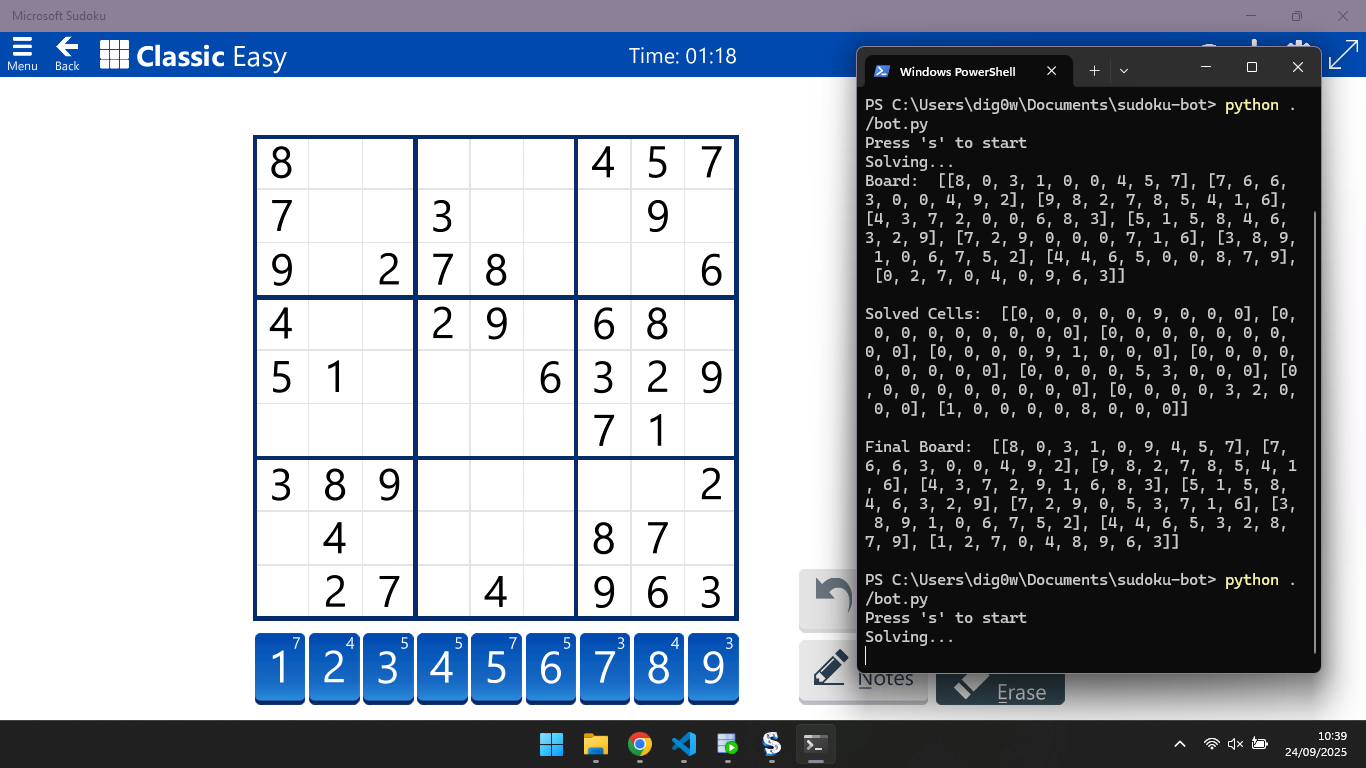 Microsoft Sudoku
Menu
Back
Classic Easy
Time: 01:18
8 4 5 7
7 3 9
9 2 7 8 6
4 2 9 6 8
5 1 6 3 2 9
7 1
3 8 9 2
4 8 7
2 7 4 9 6 3
1 7
2 4
3 5
4 5
5 7
6 5
7 3
8 4
9 3
Notes
Erase
Windows PowerShell
PS C:\Users\dig0w\Documents\sudoku-bot> python .
/bot.py
Press 's' to start
Solving...
Board:  [[8, 0, 3, 1, 0, 0, 4, 5, 7], [7, 6, 6,
3, 0, 0, 4, 9, 2], [9, 8, 2, 7, 8, 5, 4, 1, 6],
[4, 3, 7, 2, 0, 0, 6, 8, 3], [5, 1, 5, 8, 4, 6,
3, 2, 9], [7, 2, 9, 0, 0, 0, 7, 1, 6], [3, 8, 9,
1, 0, 6, 7, 5, 2], [4, 4, 6, 5, 0, 0, 8, 7, 9],
[0, 2, 7, 0, 4, 0, 9, 6, 3]]
Solved Cells:  [[0, 0, 0, 0, 0, 9, 0, 0, 0], [0,
0, 0, 0, 0, 0, 0, 0, 0], [0, 0, 0, 0, 0, 0, 0,
0, 0], [0, 0, 0, 0, 9, 1, 0, 0, 0], [0, 0, 0, 0,
0, 0, 0, 0, 0], [0, 0, 0, 0, 5, 3, 0, 0, 0], [0
, 0, 0, 0, 0, 0, 0, 0, 0], [0, 0, 0, 0, 3, 2, 0,
0, 0], [1, 0, 0, 0, 0, 8, 0, 0, 0]]
Final Board:  [[8, 0, 3, 1, 0, 9, 4, 5, 7], [7,
6, 6, 3, 0, 0, 4, 9, 2], [9, 8, 2, 7, 8, 5, 4, 1
, 6], [4, 3, 7, 2, 9, 1, 6, 8, 3], [5, 1, 5, 8,
4, 6, 3, 2, 9], [7, 2, 9, 0, 5, 3, 7, 1, 6], [3,
8, 9, 1, 0, 6, 7, 5, 2], [4, 4, 6, 5, 3, 2, 8,
7, 9], [1, 2, 7, 0, 4, 8, 9, 6, 3]]
PS C:\Users\dig0w\Documents\sudoku-bot> python .
/bot.py
Press 's' to start
Solving...
10:39
24/09/2025